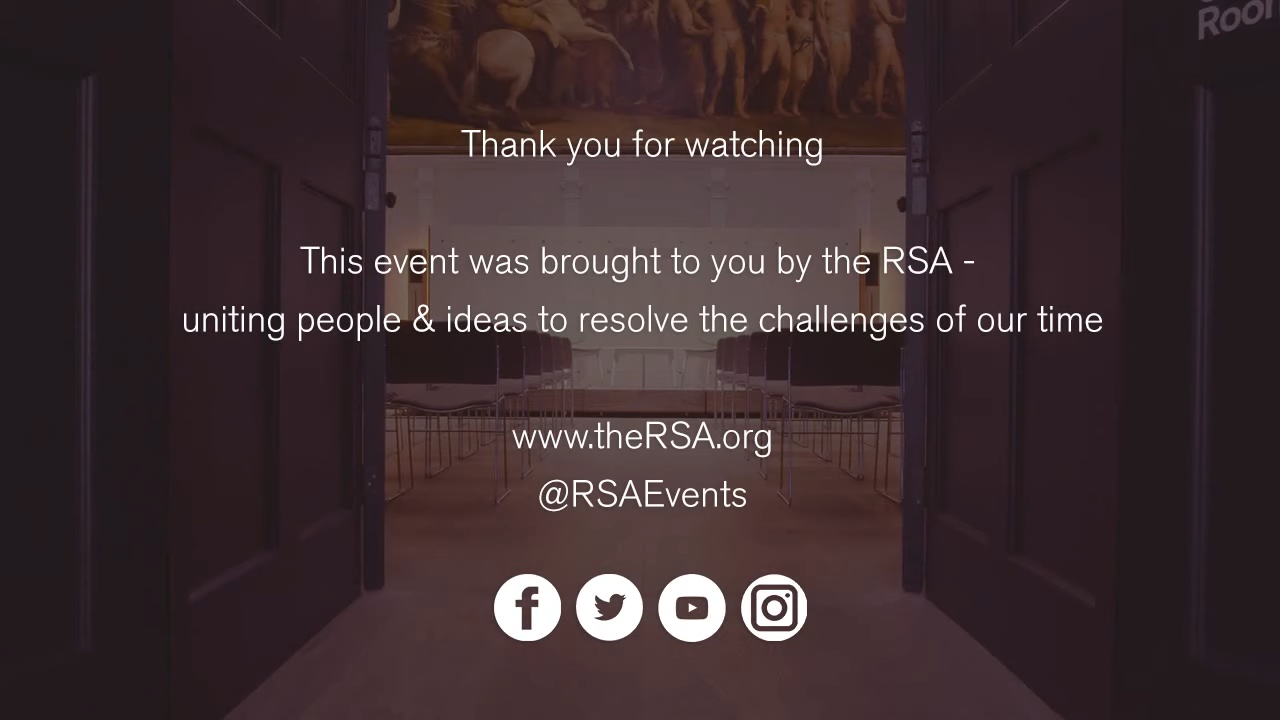 Room
Thank you for watching
This event was brought to you by the RSA -
uniting people & ideas to resolve the challenges of our time
www.theRSA.org
@RSAEvents